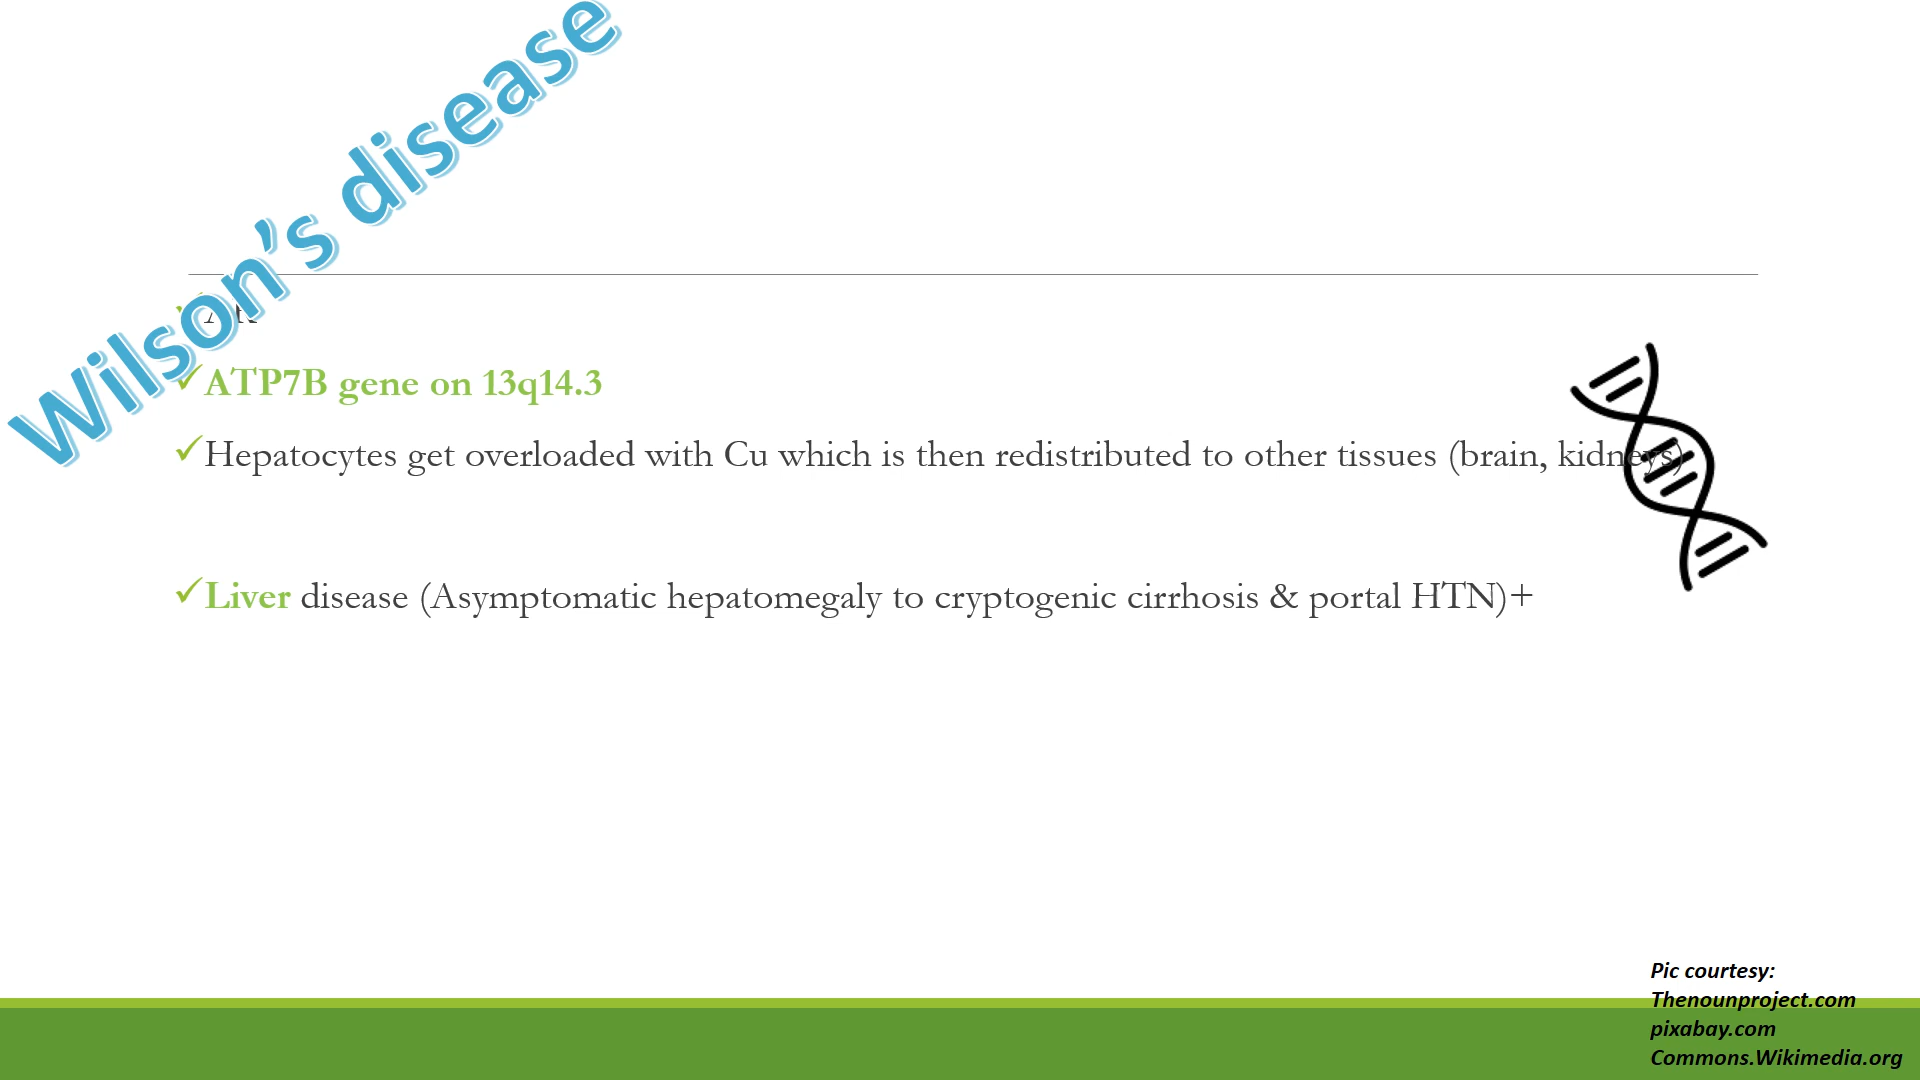 Wilson's disease
AR
ATP7B gene on 13q14.3
Hepatocytes get overloaded with Cu which is then redistributed to other tissues (brain, kidneys)
Liver disease (Asymptomatic hepatomegaly to cryptogenic cirrhosis & portal HTN)+
Pic courtesy:
Thenounproject.com
pixabay.com
Commons.Wikimedia.org